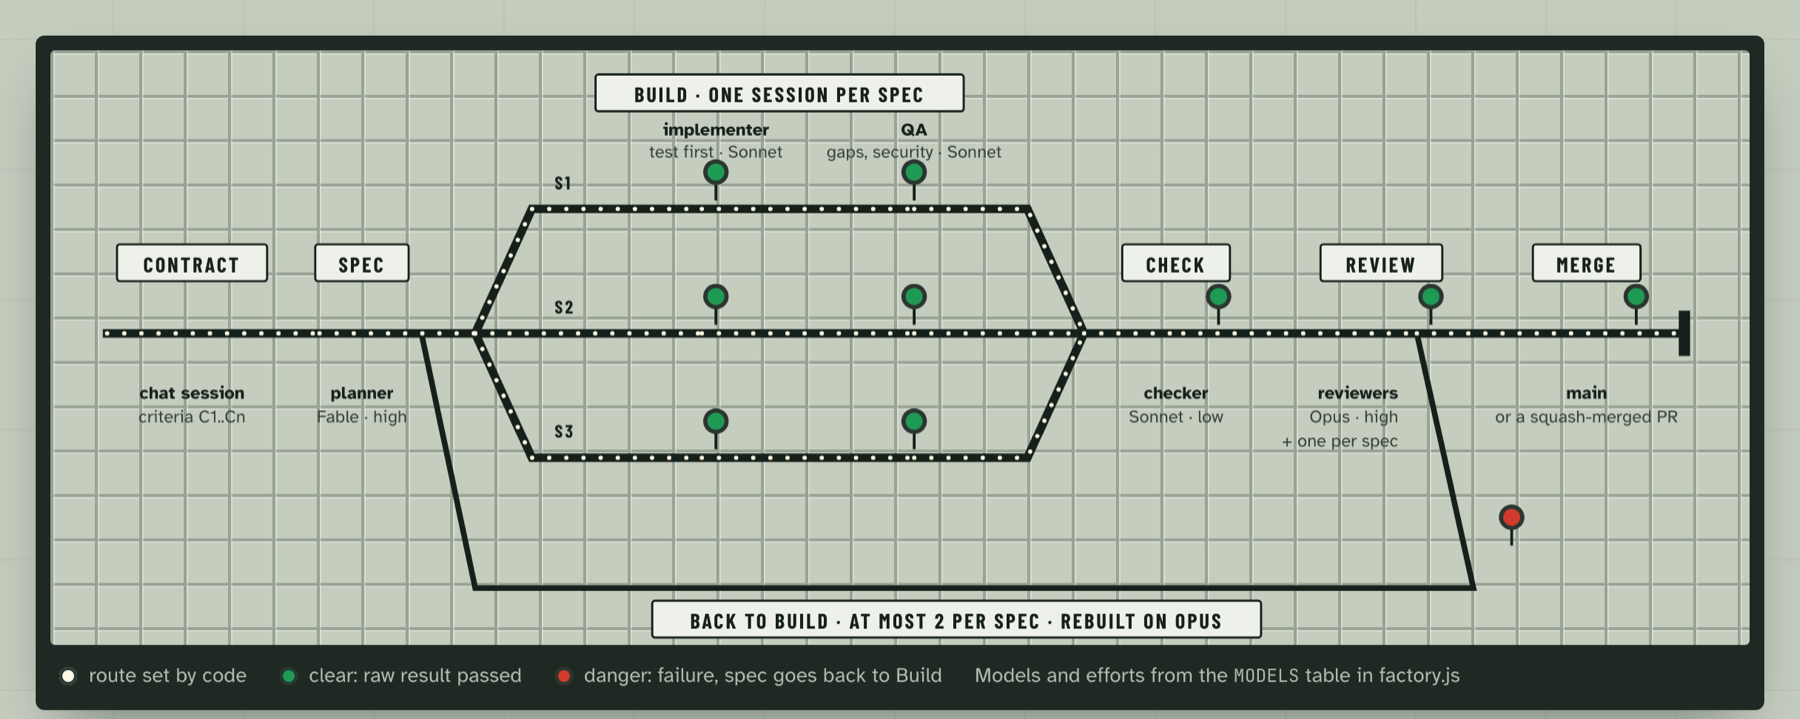 BUILD · ONE SESSION PER SPEC
implementer
test first · Sonnet
QA
gaps, security · Sonnet
S1
CONTRACT
SPEC
S2
CHECK
REVIEW
MERGE
chat session
criteria C1..Cn
planner
Fable · high
S3
checker
Sonnet · low
reviewers
Opus · high
+ one per spec
main
or a squash-merged PR
BACK TO BUILD · AT MOST 2 PER SPEC · REBUILT ON OPUS
route set by code
clear: raw result passed
danger: failure, spec goes back to Build
Models and efforts from the MODELS table in factory.js